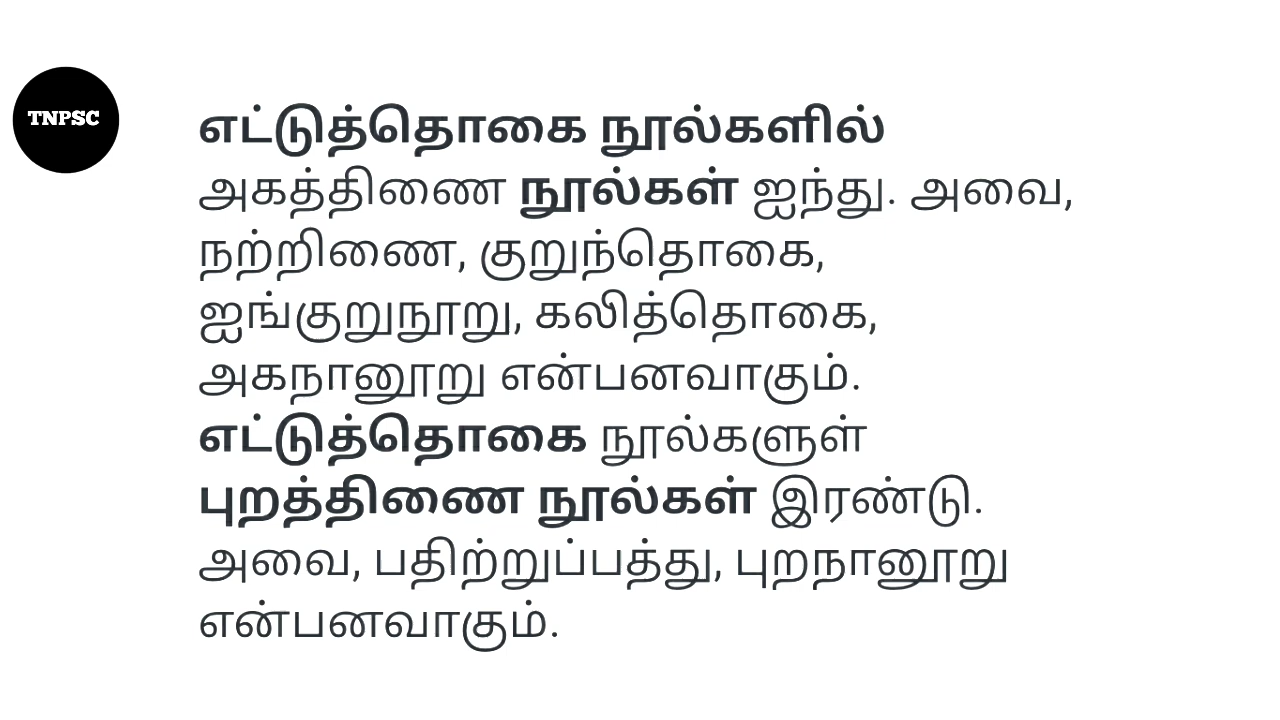 TNPSC
எட்டுத்தொகை நூல்களில்
அகத்திணை நூல்கள் ஐந்து. அவை,
நற்றிணை, குறுந்தொகை,
ஐங்குறுநூறு, கலித்தொகை,
அகநானூறு என்பனவாகும்.
எட்டுத்தொகை நூல்களுள்
புறத்திணை நூல்கள் இரண்டு.
அவை, பதிற்றுப்பத்து, புறநானூறு
என்பனவாகும்.